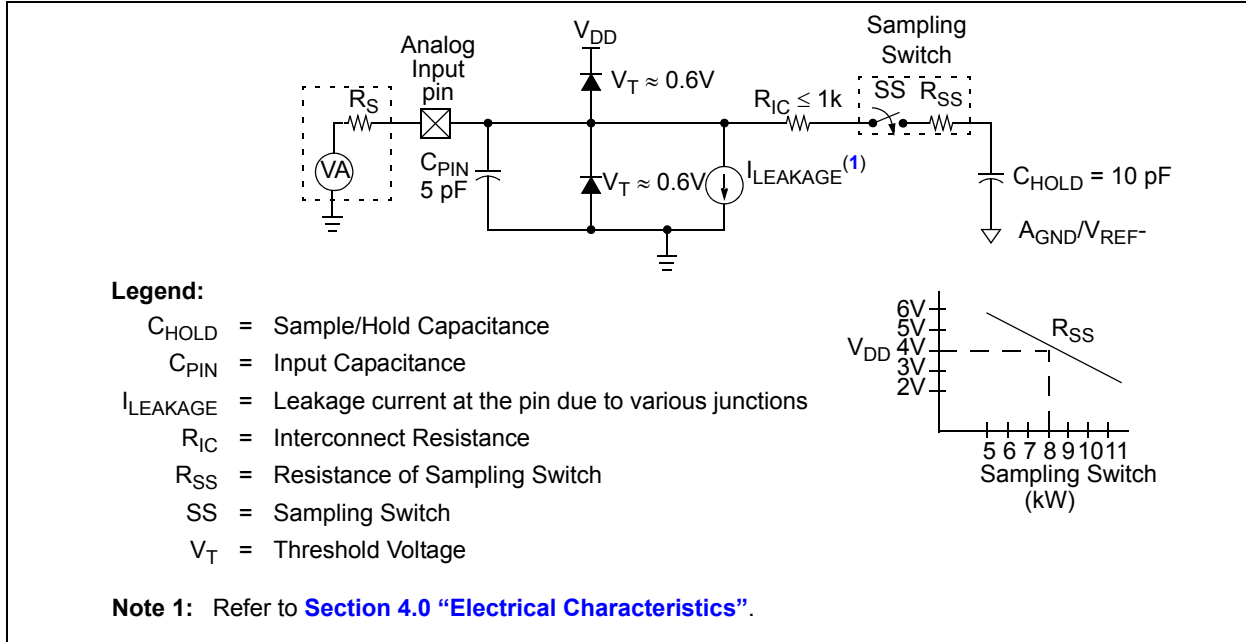 V_DD
Sampling
Switch
Analog
Input
pin
V_T ≈ 0.6V
R_S
R_IC ≤ 1k
SS R_SS
VA
C_PIN
5 pF
V_T ≈ 0.6V
I_LEAKAGE(1)
C_HOLD = 10 pF
A_GND/V_REF-
Legend:
C_HOLD = Sample/Hold Capacitance
C_PIN = Input Capacitance
I_LEAKAGE = Leakage current at the pin due to various junctions
R_IC = Interconnect Resistance
R_SS = Resistance of Sampling Switch
SS = Sampling Switch
V_T = Threshold Voltage
6V
5V
V_DD 4V
3V
2V
R_SS
5 6 7 8 9 10 11
Sampling Switch
(kW)
Note 1: Refer to Section 4.0 “Electrical Characteristics”.